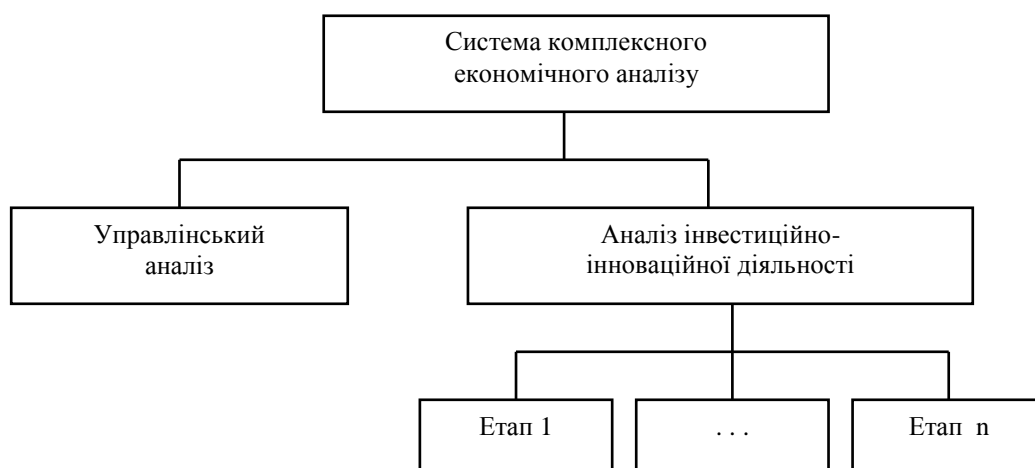 Система комплексного
економічного аналізу
Управлінський
аналіз
Аналіз інвестиційно-
інноваційної діяльності
Етап 1
. . .
Етап n